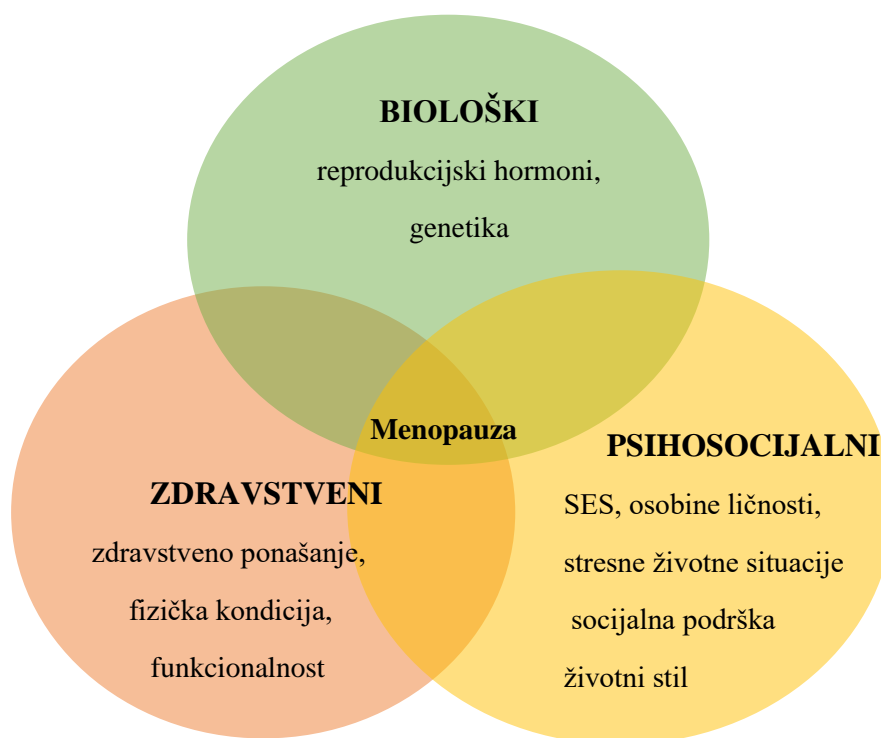 BIOLOŠKI
reprodukcijski hormoni,
genetika
Menopauza
ZDRAVSTVENI
zdravstveno ponašanje,
fizička kondicija,
funkcionalnost
PSIHOSOCIJALNI
SES, osobine ličnosti,
stresne životne situacije
socijalna podrška
životni stil